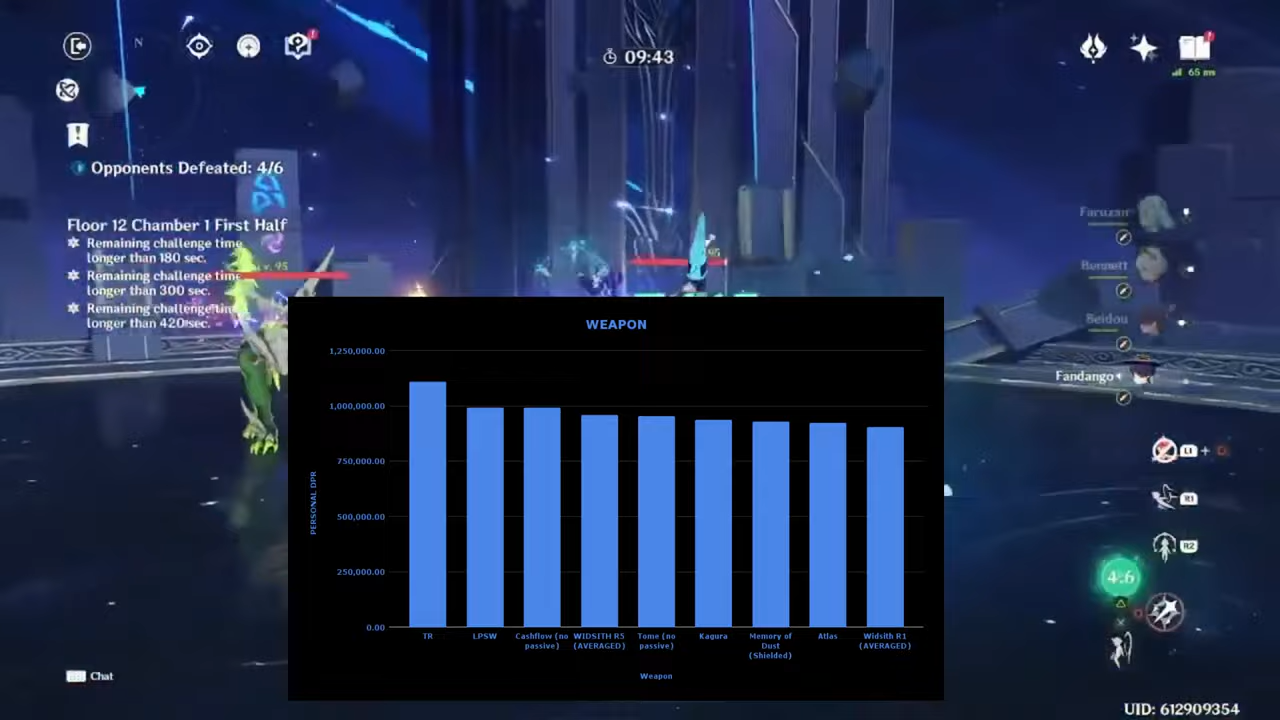 N
09:43
65 ms
Opponents Defeated: 4/6
Floor 12 Chamber 1 First Half
Remaining challenge time
longer than 180 sec.
Remaining challenge time
longer than 300 sec.
Remaining challenge time
longer than 420 sec.
95
Faruzan
Bennett
Beidou
Fandango
L1 +
R1
R2
4.6
WEAPON
1,250,000.00
1,000,000.00
750,000.00
500,000.00
250,000.00
0.00
PERSONAL DPR
TR
LPSW
Cashflow (no
passive)
WIDSITH R5
(AVERAGED)
Tome (no
passive)
Kagura
Memory of
Dust
(Shielded)
Atlas
Widsith R1
(AVERAGED)
Weapon
Chat
UID: 612909354